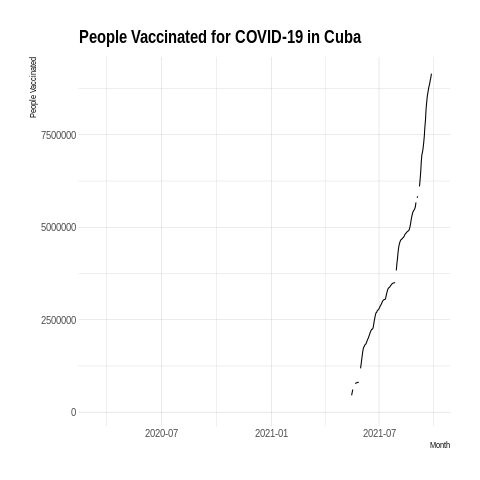 People Vaccinated for COVID-19 in Cuba
People Vaccinated
7500000
5000000
2500000
0
2020-07 2021-01 2021-07
Month